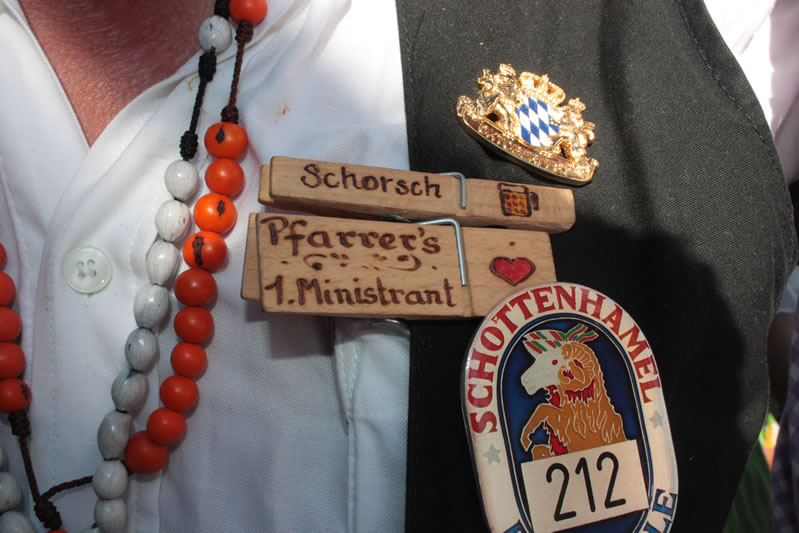 Schorsch
Pfarrer's
1. Ministrant
SCHOTTENHAMEL
212